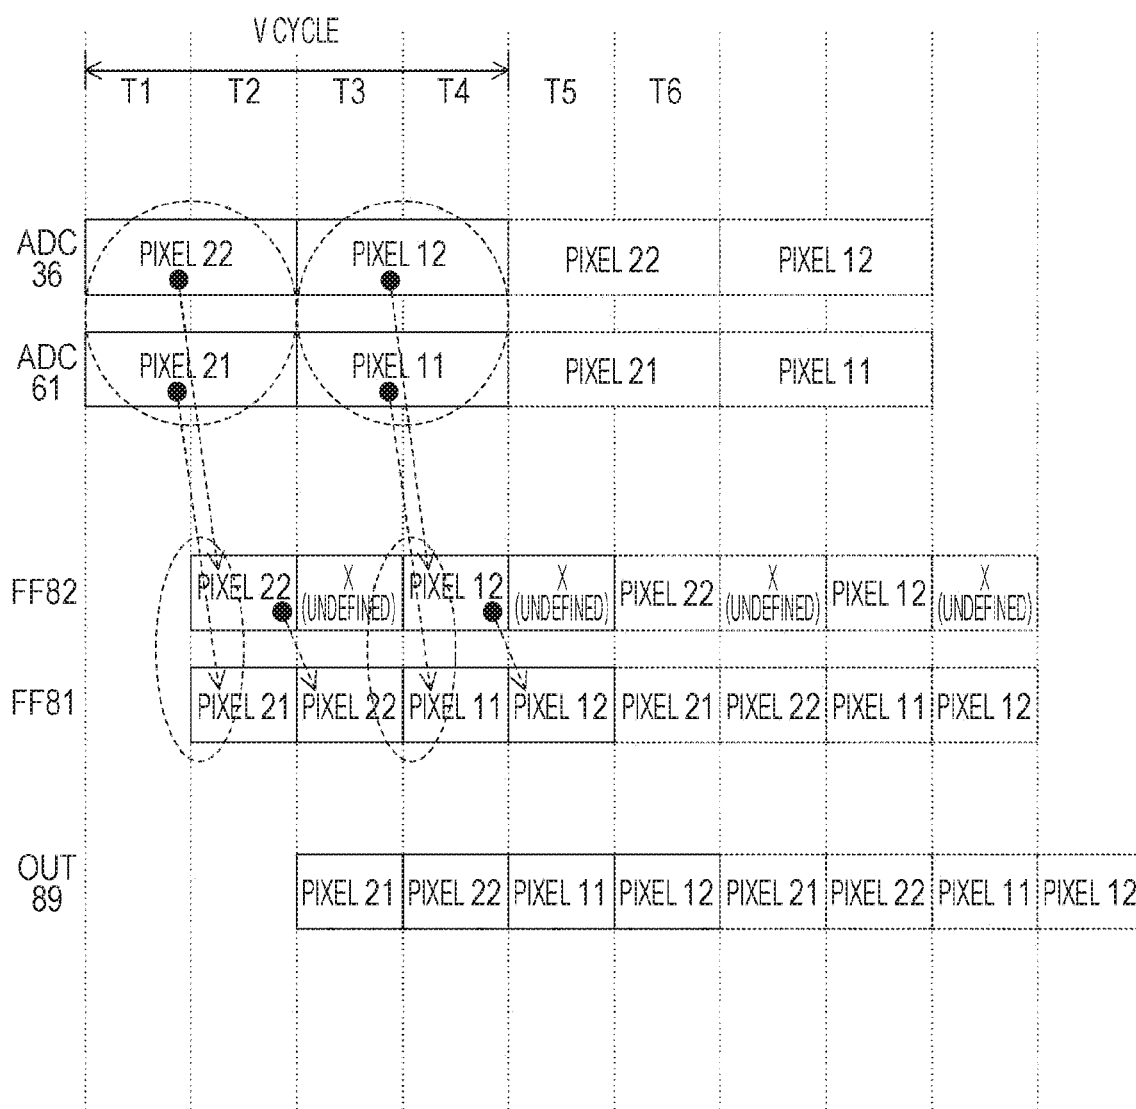 V CYCLE
T1 T2 T3 T4 T5 T6
ADC
36
PIXEL 22 PIXEL 12 PIXEL 22 PIXEL 12
ADC
61
PIXEL 21 PIXEL 11 PIXEL 21 PIXEL 11
FF82
PIXEL 22 X PIXEL 12 X PIXEL 22 X PIXEL 12 X
(UNDEFINED) (UNDEFINED) (UNDEFINED) (UNDEFINED)
FF81
PIXEL 21 PIXEL 22 PIXEL 11 PIXEL 12 PIXEL 21 PIXEL 22 PIXEL 11 PIXEL 12
OUT
89
PIXEL 21 PIXEL 22 PIXEL 11 PIXEL 12 PIXEL 21 PIXEL 22 PIXEL 11 PIXEL 12